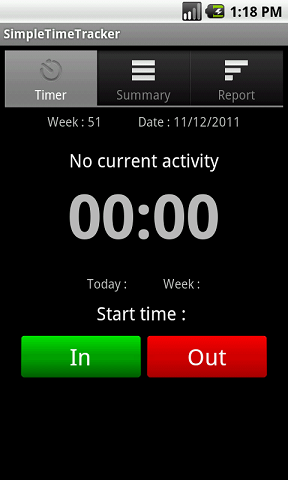 1:18 PM
SimpleTimeTracker
Timer Summary Report
Week : 51 Date : 11/12/2011
No current activity
00:00
Today : Week :
Start time :
In Out